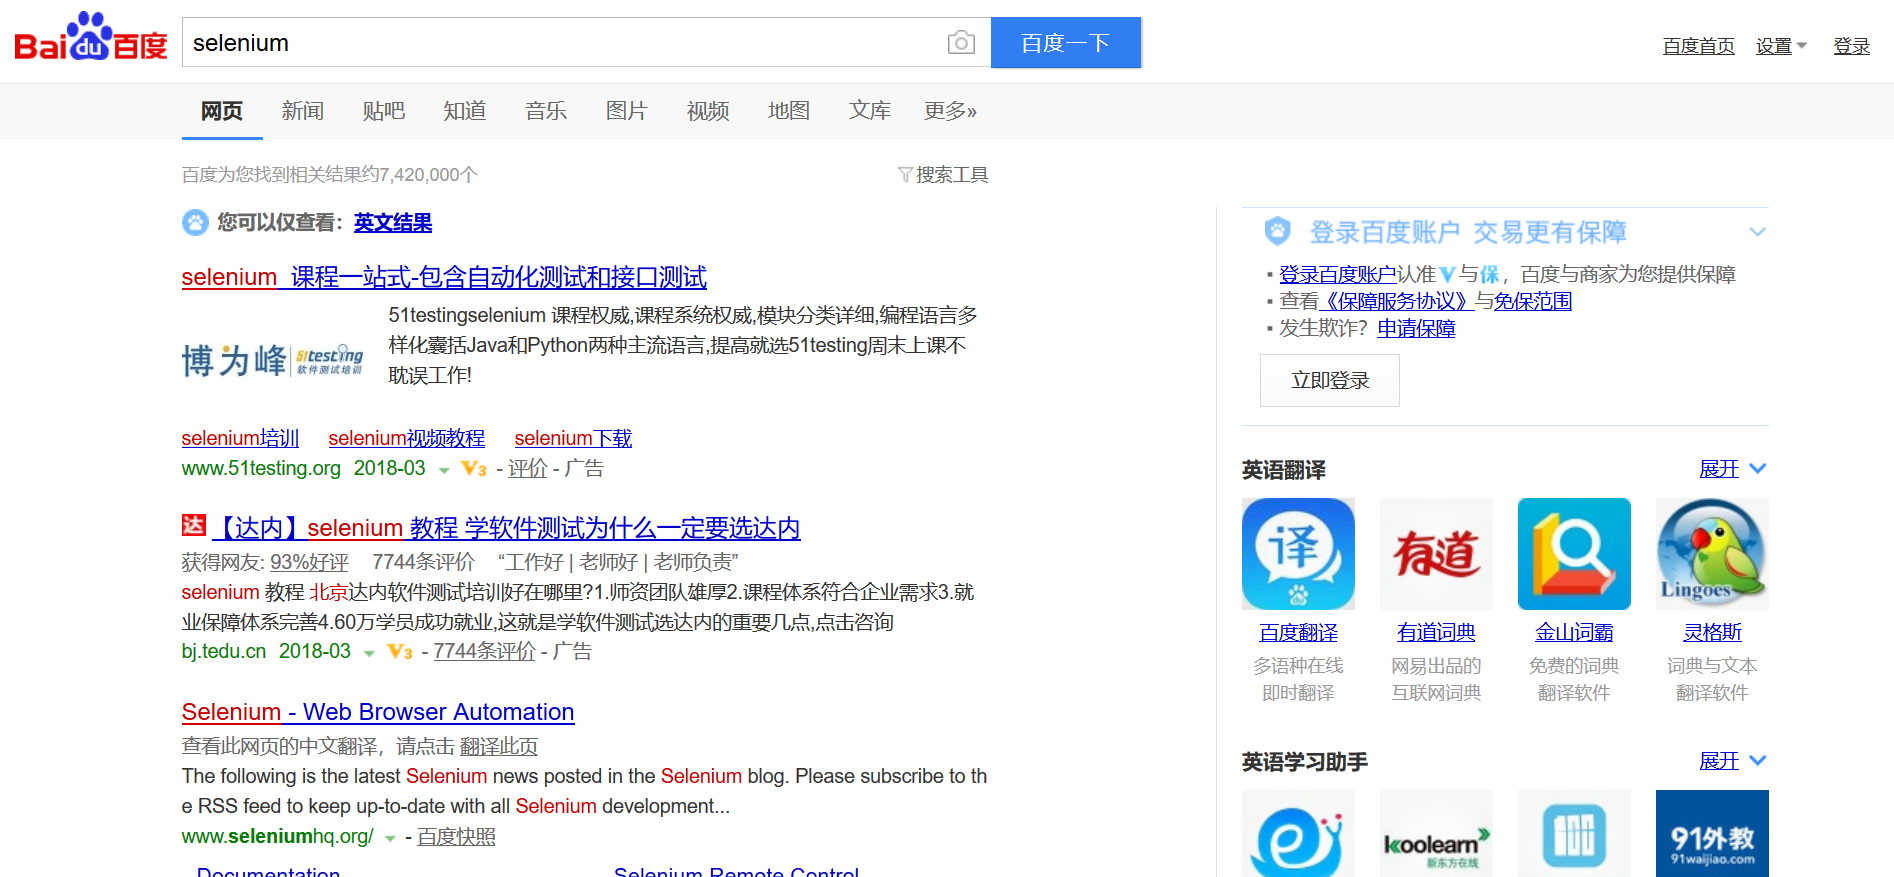 Baidu百度
selenium
百度一下
百度首页 设置 登录
网页 新闻 贴吧 知道 音乐 图片 视频 地图 文库 更多»
百度为您找到相关结果约7,420,000个
搜索工具
您可以仅查看：英文结果
selenium 课程一站式-包含自动化测试和接口测试
51testingselenium 课程权威,课程系统权威,模块分类详细,编程语言多
样化囊括Java和Python两种主流语言,提高就选51testing周末上课不
耽误工作!
博为峰 51testing
软件测试培训
selenium培训 selenium视频教程 selenium下载
www.51testing.org 2018-03 V3 - 评价 - 广告
达 【达内】selenium 教程 学软件测试为什么一定要选达内
获得网友: 93%好评 7744条评价 “工作好 | 老师好 | 老师负责”
selenium 教程 北京达内软件测试培训好在哪里?1.师资团队雄厚2.课程体系符合企业需求3.就
业保障体系完善4.60万学员成功就业,这就是学软件测试选达内的重要几点,点击咨询
bj.tedu.cn 2018-03 V3 - 7744条评价 - 广告
Selenium - Web Browser Automation
查看此网页的中文翻译，请点击 翻译此页
The following is the latest Selenium news posted in the Selenium blog. Please subscribe to th
e RSS feed to keep up-to-date with all Selenium development...
www.seleniumhq.org/ - 百度快照
Documentation Selenium Remote Control
登录百度账户 交易更有保障
▪ 登录百度账户认准V与保，百度与商家为您提供保障
▪ 查看《保障服务协议》与免保范围
▪ 发生欺诈？申请保障
立即登录
英语翻译 展开
译 有道 Lingoes
百度翻译 有道词典 金山词霸 灵格斯
多语种在线 网易出品的 免费的词典 词典与文本
即时翻译 互联网词典 翻译软件 翻译软件
英语学习助手 展开
koolearn
新东方在线
91外教
91waijiao.com